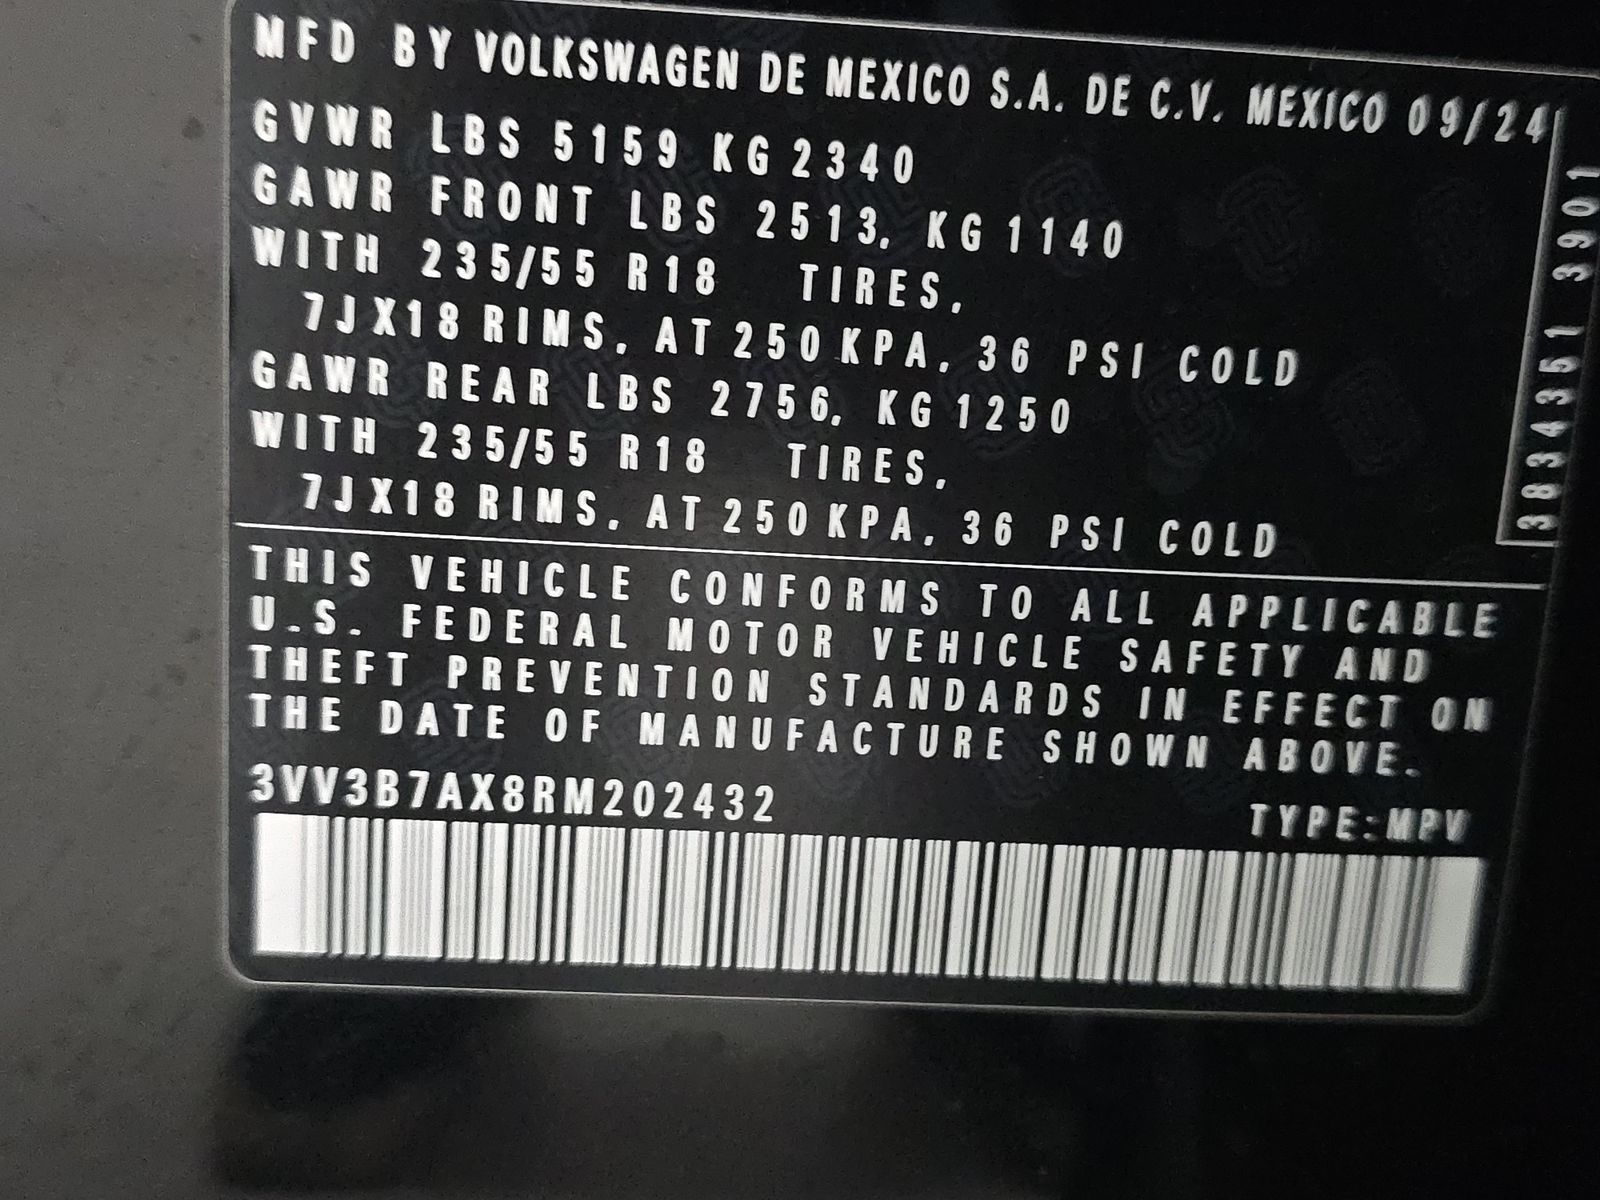 MFD BY VOLKSWAGEN DE MEXICO S.A. DE C.V. MEXICO 09/24
GVWR LBS 5159 KG 2340
GAWR FRONT LBS 2513, KG 1140
WITH 235/55 R18 TIRES,
7JX18 RIMS, AT 250 KPA, 36 PSI COLD
GAWR REAR LBS 2756, KG 1250
WITH 235/55 R18 TIRES,
7JX18 RIMS, AT 250 KPA, 36 PSI COLD
3834351 3901
THIS VEHICLE CONFORMS TO ALL APPLICABLE
U.S. FEDERAL MOTOR VEHICLE SAFETY AND
THEFT PREVENTION STANDARDS IN EFFECT ON
THE DATE OF MANUFACTURE SHOWN ABOVE.
3VV3B7AX8RM202432 TYPE:MPV